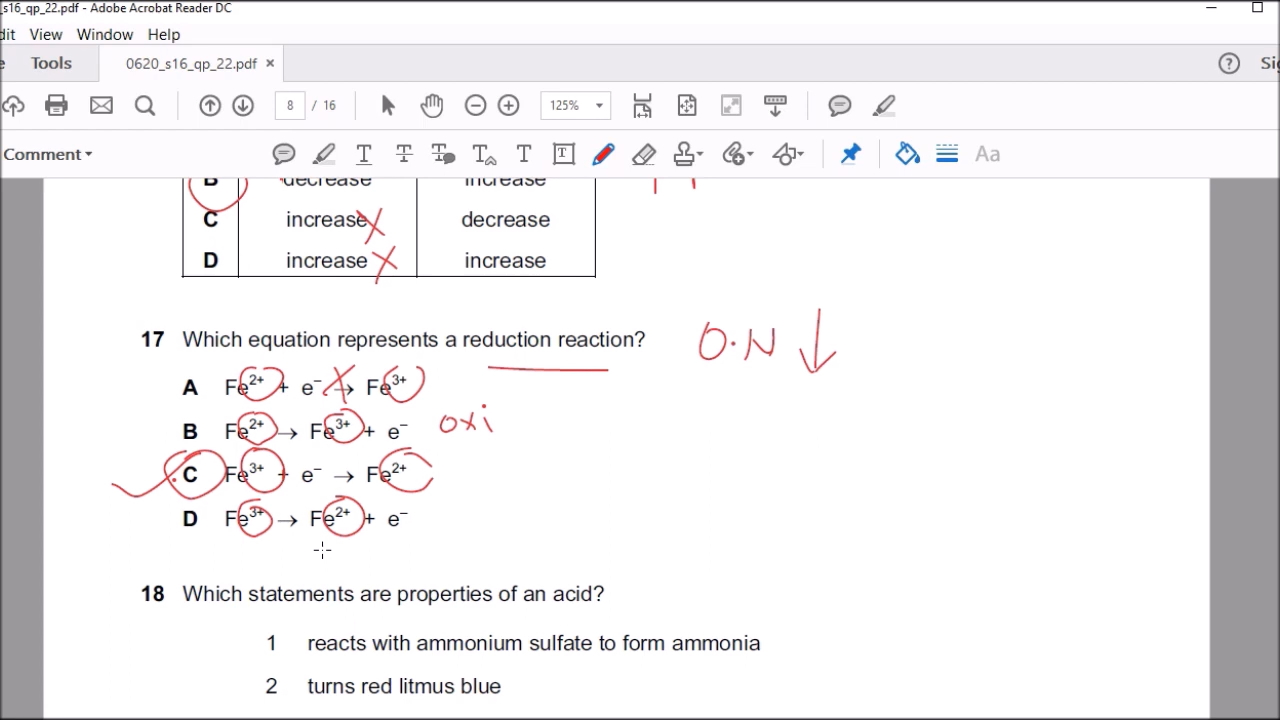 _s16_qp_22.pdf - Adobe Acrobat Reader DC
dit View Window Help
e Tools 0620_s16_qp_22.pdf × ? Si
8 / 16 125%
Comment Aa
B decrease increase
C increase X decrease
D increase X increase
17 Which equation represents a reduction reaction? O.N ↓
A Fe²⁺ + e⁻ → Fe³⁺
B Fe²⁺ → Fe³⁺ + e⁻ oxi
C Fe³⁺ + e⁻ → Fe²⁺
D Fe³⁺ → Fe²⁺ + e⁻
18 Which statements are properties of an acid?
1 reacts with ammonium sulfate to form ammonia
2 turns red litmus blue